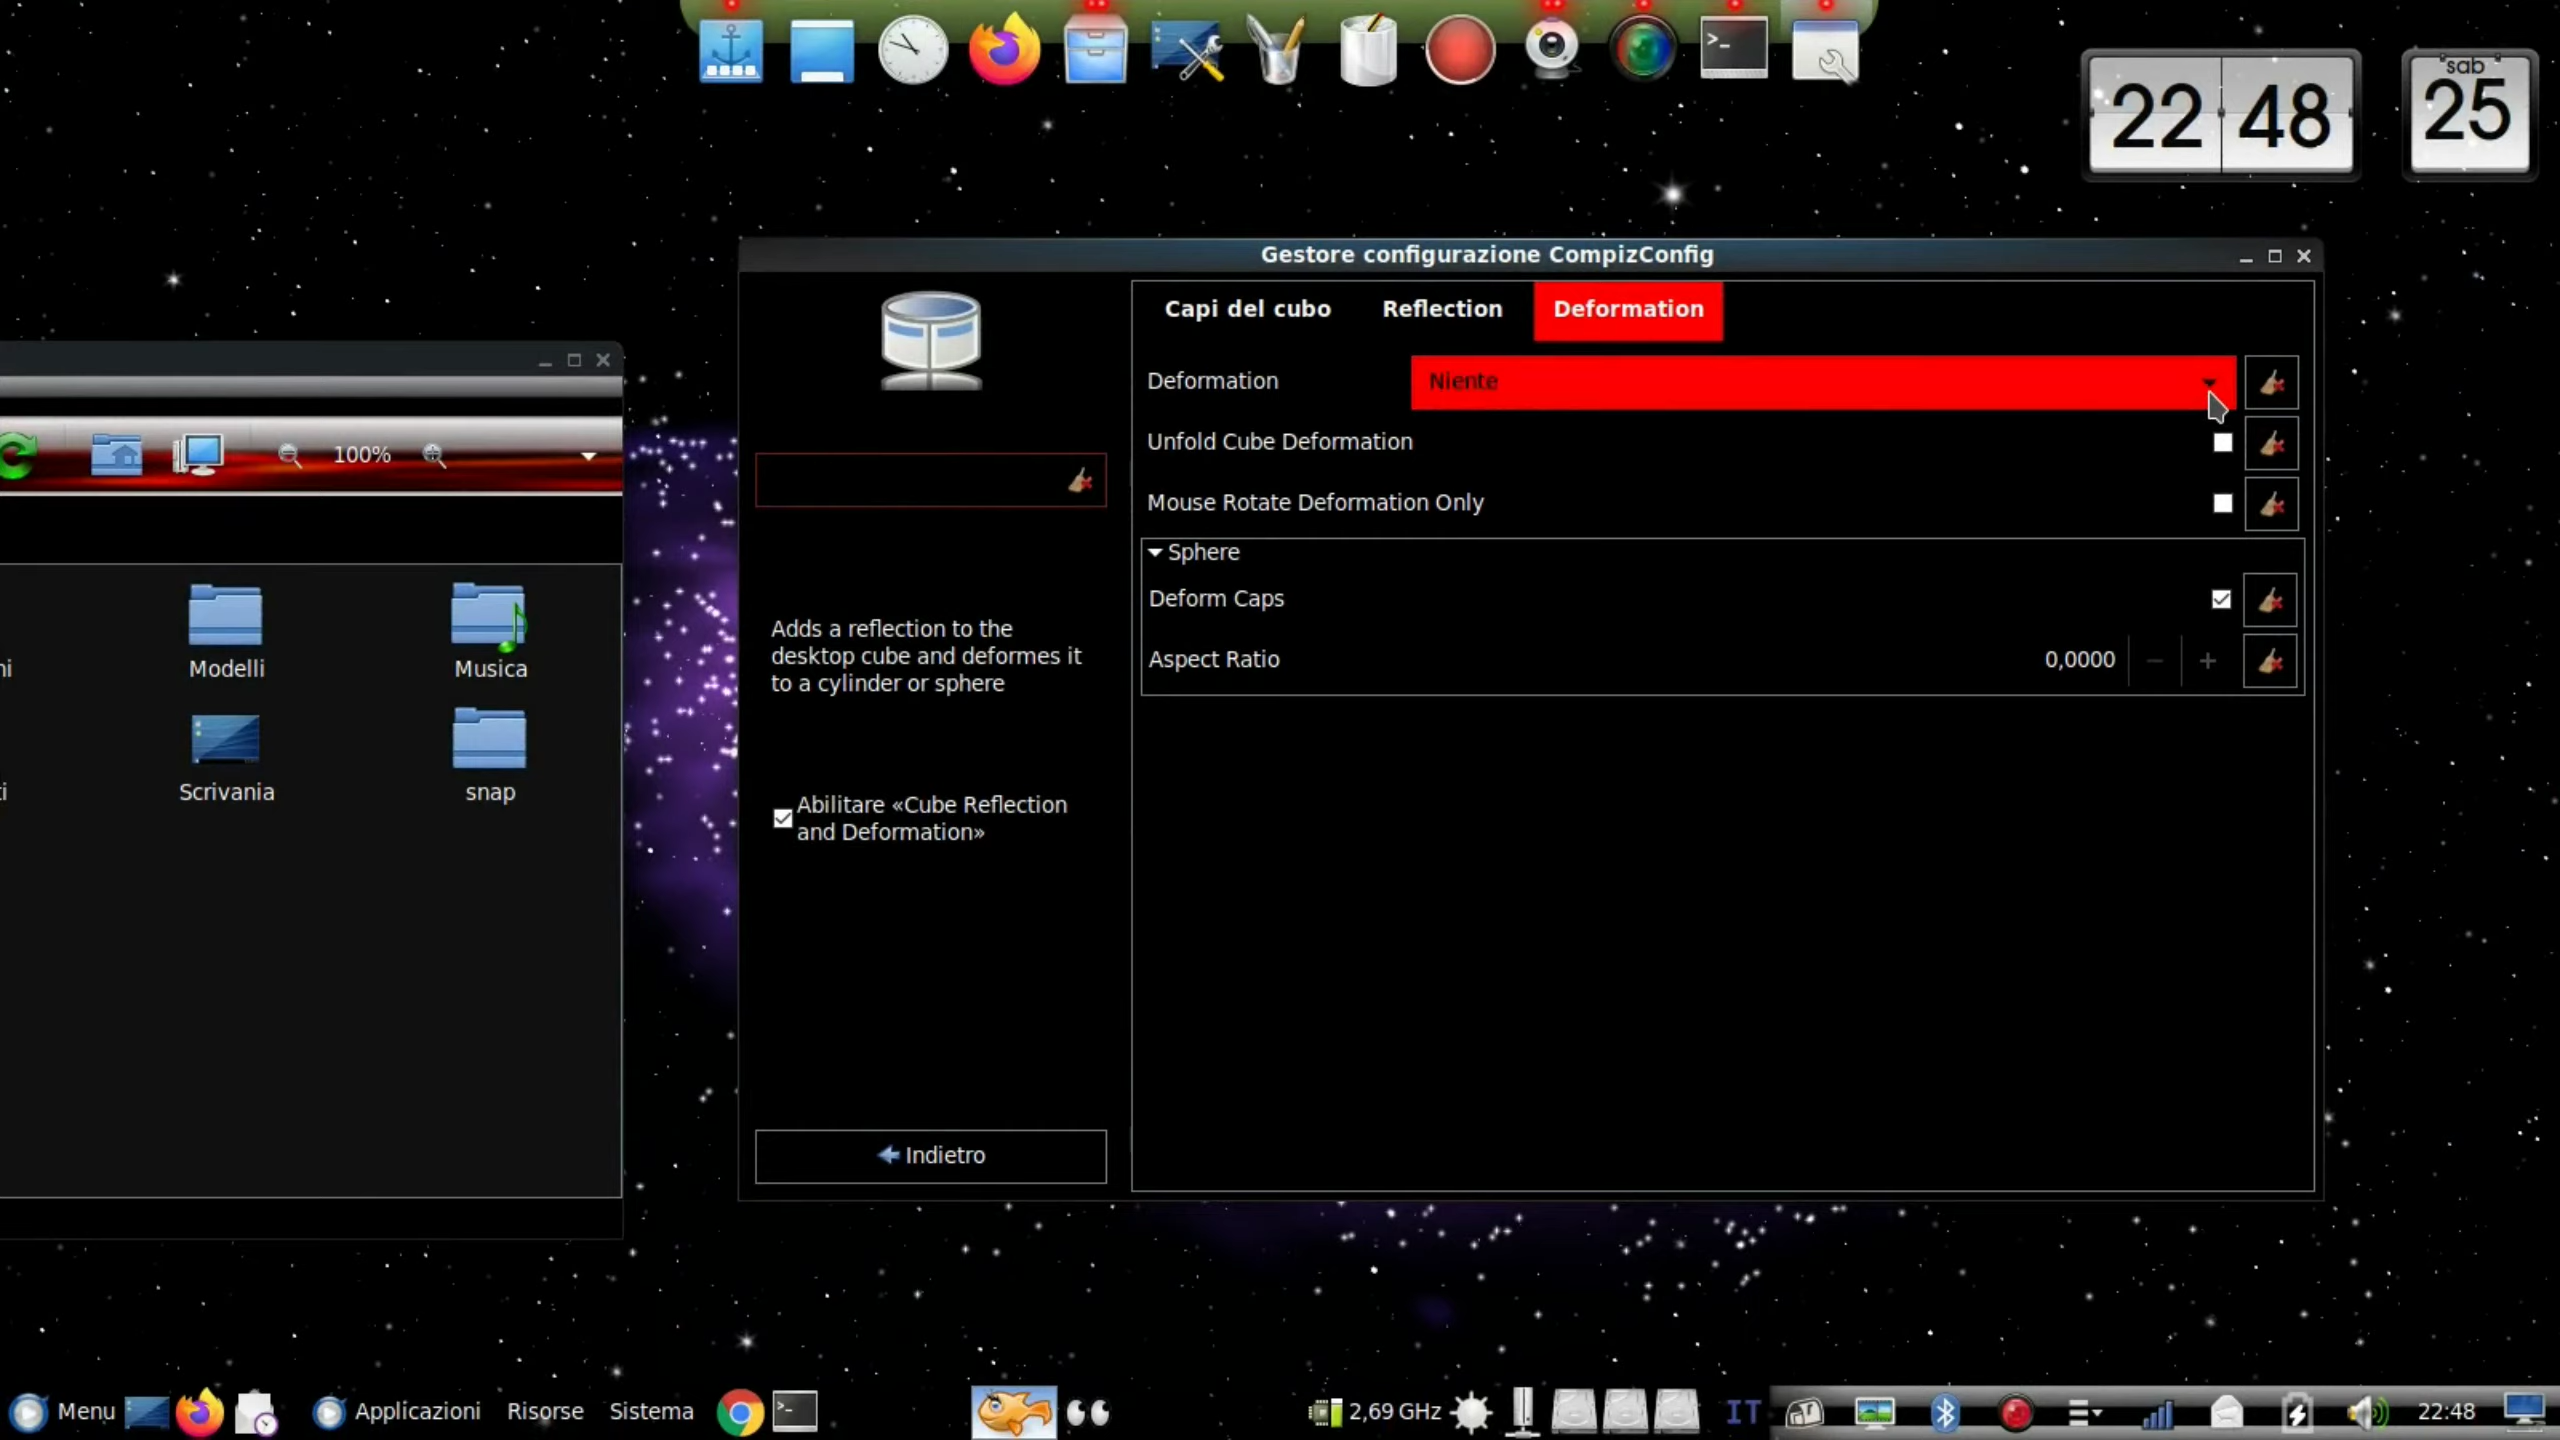 22 48
sab
25
Gestore configurazione CompizConfig
Capi del cubo Reflection Deformation
Deformation Niente
Unfold Cube Deformation
Mouse Rotate Deformation Only
Sphere
Deform Caps
Aspect Ratio 0,0000
Adds a reflection to the
desktop cube and deformes it
to a cylinder or sphere
Abilitare «Cube Reflection
and Deformation»
Indietro
100%
ni Modelli Musica
ti Scrivania snap
Menu Applicazioni Risorse Sistema 2,69 GHz IT 22:48